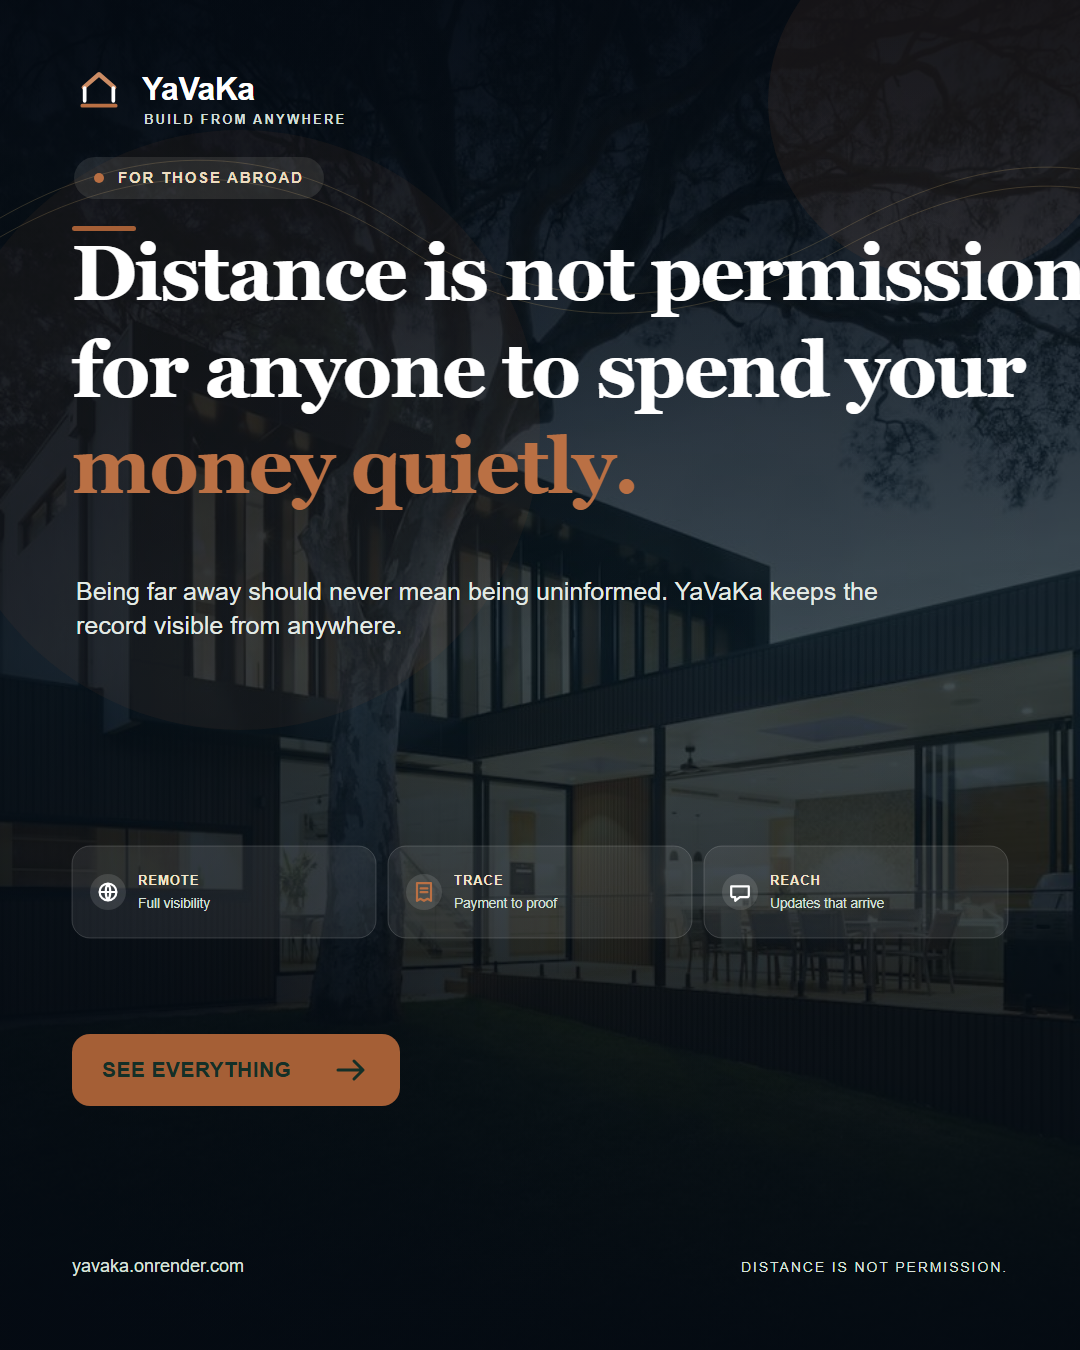 YaVaKa
BUILD FROM ANYWHERE
FOR THOSE ABROAD
Distance is not permission
for anyone to spend your
money quietly.
Being far away should never mean being uninformed. YaVaKa keeps the
record visible from anywhere.
REMOTE
Full visibility
TRACE
Payment to proof
REACH
Updates that arrive
SEE EVERYTHING
yavaka.onrender.com
DISTANCE IS NOT PERMISSION.